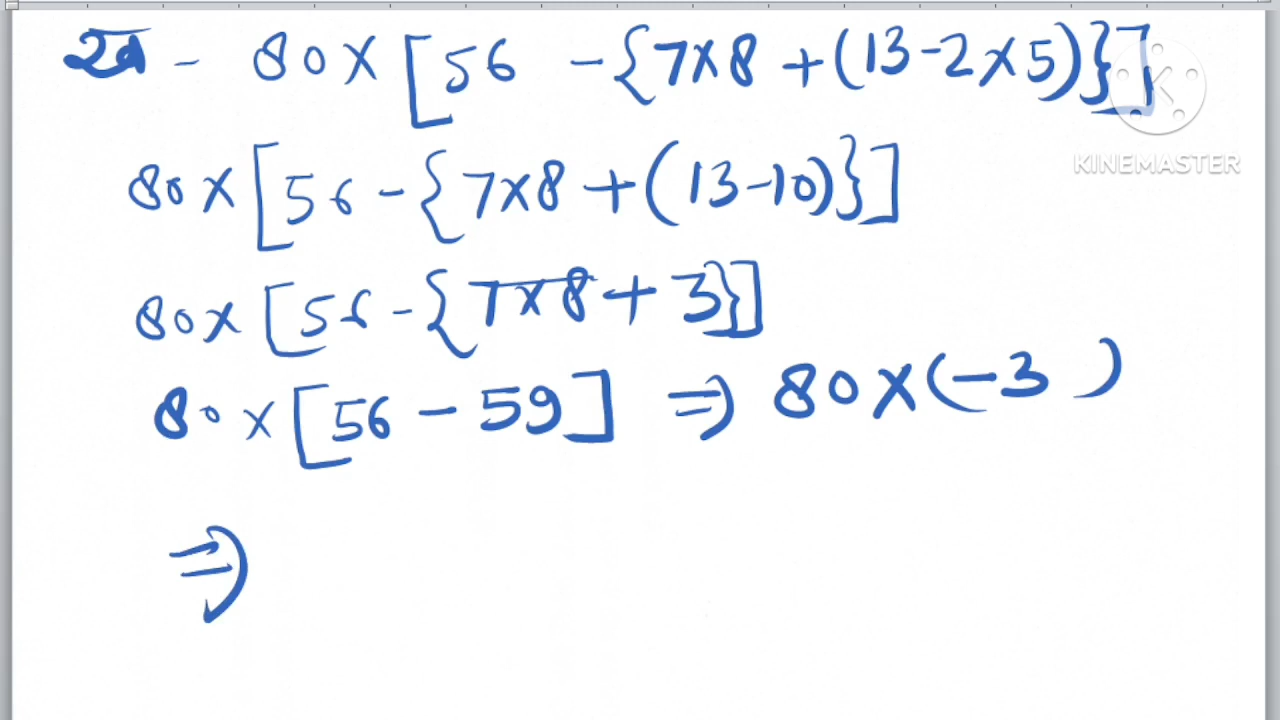 हल - 80 × [56 - {7×8 + (13-2×5)}]
KINEMASTER
80 × [56 - {7×8 + (13-10)}]
80 × [56 - {7×8 + 3}]
80 × [56 - 59] ⇒ 80 × (-3 )
⇒